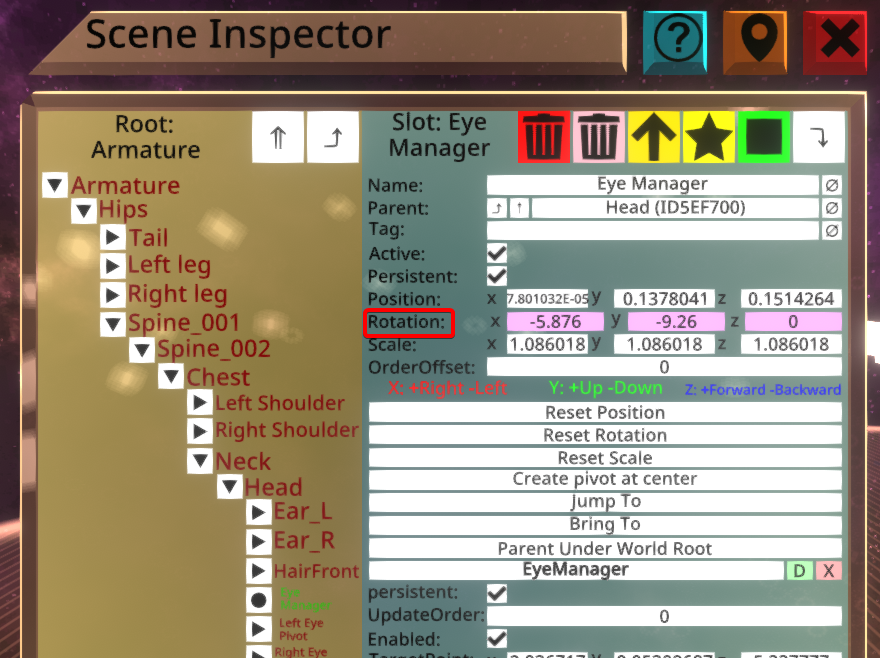 Scene Inspector
Root:
Armature
Slot: Eye
Manager
Armature
Hips
Tail
Left leg
Right leg
Spine_001
Spine_002
Chest
Left Shoulder
Right Shoulder
Neck
Head
Ear_L
Ear_R
HairFront
Eye
Manager
Left Eye
Pivot
Right Eye
Name: Eye Manager
Parent: Head (ID5EF700)
Tag:
Active:
Persistent:
Position: x 7.801032E-05 y 0.1378041 z 0.1514264
Rotation: x -5.876 y -9.26 z 0
Scale: x 1.086018 y 1.086018 z 1.086018
OrderOffset: 0
X: +Right -Left Y: +Up -Down Z: +Forward -Backward
Reset Position
Reset Rotation
Reset Scale
Create pivot at center
Jump To
Bring To
Parent Under World Root
EyeManager D X
persistent:
UpdateOrder: 0
Enabled: